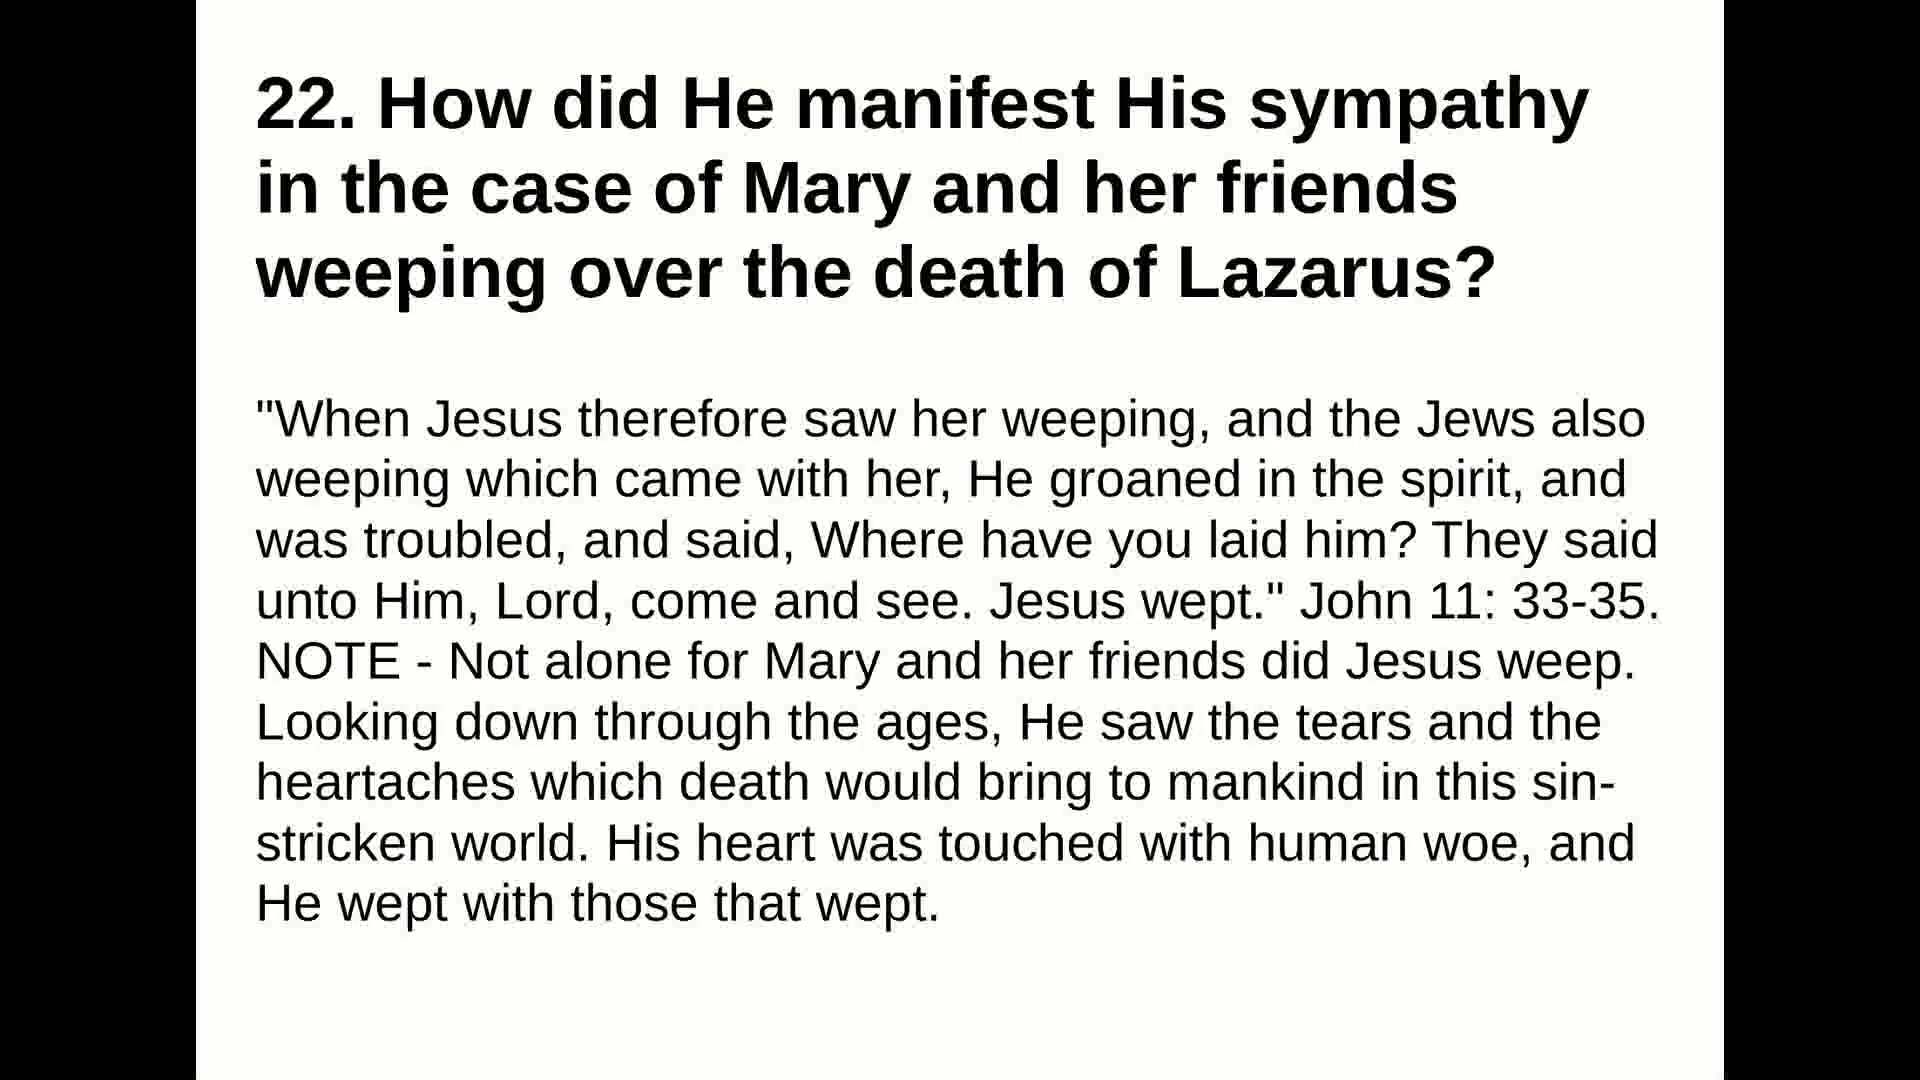 22. How did He manifest His sympathy
in the case of Mary and her friends
weeping over the death of Lazarus?
"When Jesus therefore saw her weeping, and the Jews also
weeping which came with her, He groaned in the spirit, and
was troubled, and said, Where have you laid him? They said
unto Him, Lord, come and see. Jesus wept." John 11: 33-35.
NOTE - Not alone for Mary and her friends did Jesus weep.
Looking down through the ages, He saw the tears and the
heartaches which death would bring to mankind in this sin-
stricken world. His heart was touched with human woe, and
He wept with those that wept.